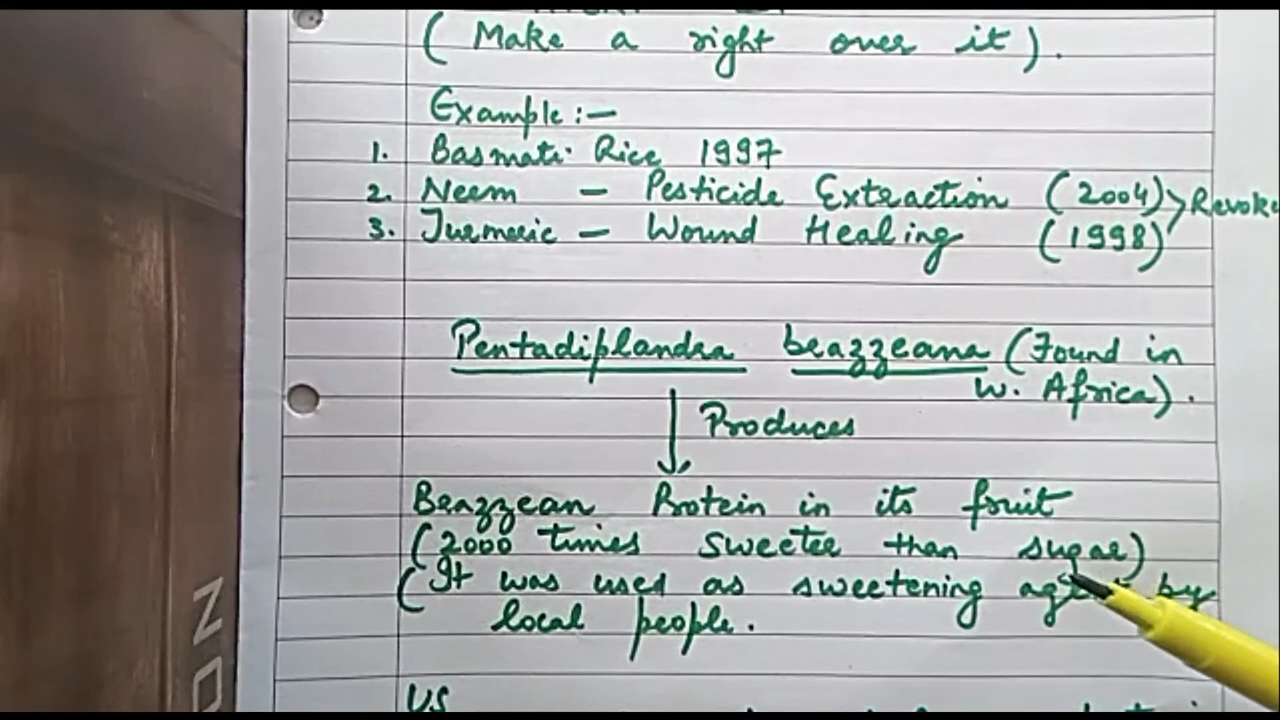 (Make a right over it).
Example :-
1. Basmati Rice 1997
2. Neem - Pesticide Extraction (2004) > Revoke
3. Turmeric - Wound Healing (1998)
Pentadiplandra brazzeana (Found in
W. Africa).
↓ Produces
Brazzean Protein in its fruit
(2000 times sweeter than sugar)
(It was used as sweetening agent by
local people.
US
NO